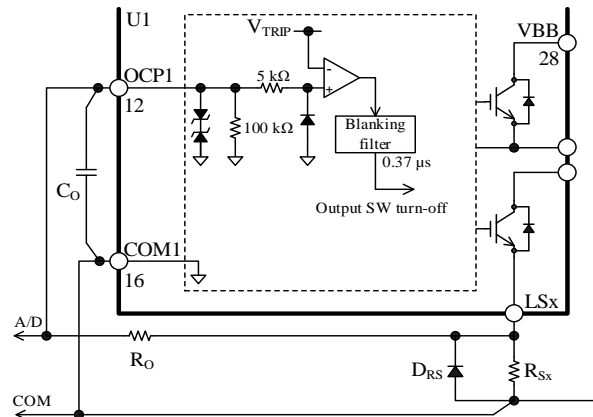 U1
VTRIP
VBB
28
OCP1
12
5 kΩ
-
+
100 kΩ
Blanking
filter
0.37 µs
CO
Output SW turn-off
COM1
16
LSx
A/D
RO
DRS
RSx
COM